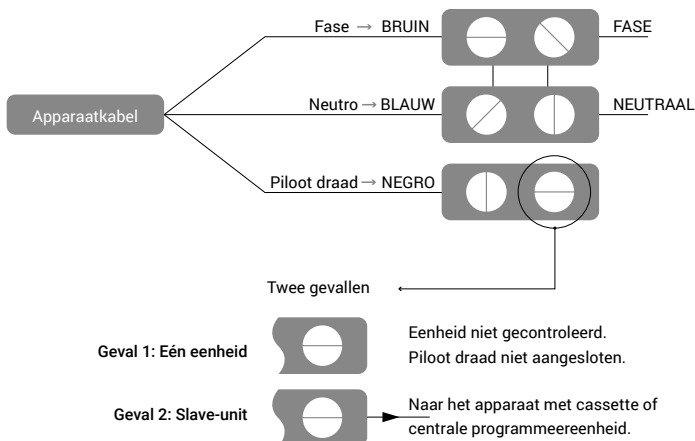 Fase → BRUIN
FASE
Apparaatkabel
Neutro → BLAUW
NEUTRAAL
Piloot draad → NEGRO
Twee gevallen
Geval 1: Eén eenheid
Eenheid niet gecontroleerd.
Piloot draad niet aangesloten.
Geval 2: Slave-unit
Naar het apparaat met cassette of
centrale programmeereenheid.